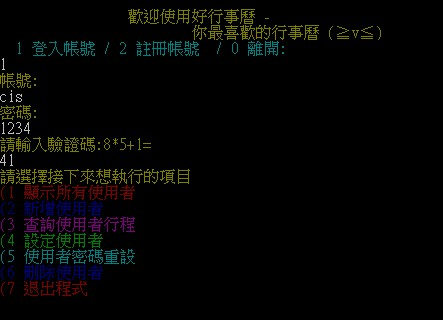 歡迎使用好行事曆 -
你最喜歡的行事曆 (≧v≦)
1 登入帳號 / 2 註冊帳號 / 0 離開:
1
帳號:
cis
密碼:
1234
請輸入驗證碼:8*5+1=
41
請選擇接下來想執行的項目
(1 顯示所有使用者
(2 新增使用者
(3 查詢使用者行程
(4 設定使用者
(5 使用者密碼重設
(6 刪除使用者
(7 退出程式